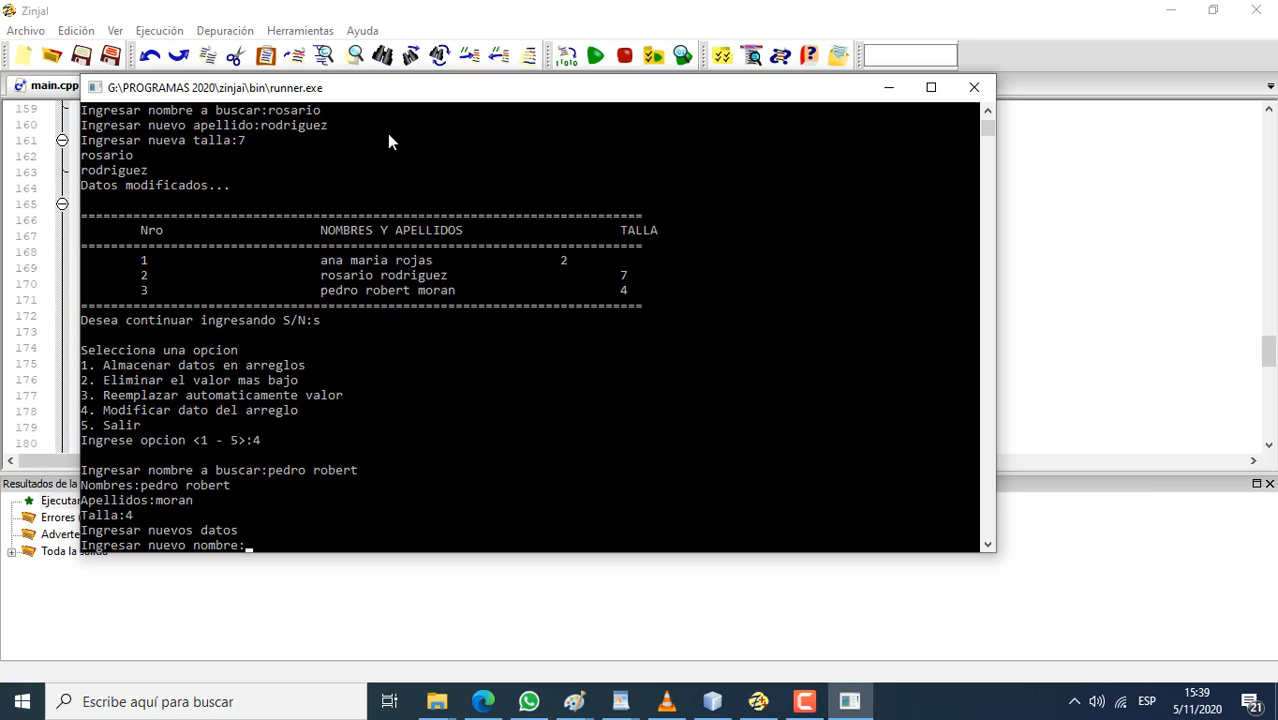 Zinjal
Archivo Edición Ver Ejecución Depuración Herramientas Ayuda
main.cpp
G:\PROGRAMAS 2020\zinjai\bin\runner.exe
159
160
161
162
163
164
165
166
167
168
169
170
171
172
173
174
175
176
177
178
179
180
Ingresar nombre a buscar:rosario
Ingresar nuevo apellido:rodriguez
Ingresar nueva talla:7
rosario
rodriguez
Datos modificados...
===========================================================================
Nro NOMBRES Y APELLIDOS TALLA
===========================================================================
1 ana maria rojas 2
2 rosario rodriguez 7
3 pedro robert moran 4
===========================================================================
Desea continuar ingresando S/N:s
Selecciona una opcion
1. Almacenar datos en arreglos
2. Eliminar el valor mas bajo
3. Reemplazar automaticamente valor
4. Modificar dato del arreglo
5. Salir
Ingrese opcion <1 - 5>:4
Ingresar nombre a buscar:pedro robert
Nombres:pedro robert
Apellidos:moran
Talla:4
Ingresar nuevos datos
Ingresar nuevo nombre:_
Resultados de la
Ejecutar
Errores (
Adverte
Toda la salida
Escribe aquí para buscar
ESP
15:39
5/11/2020
21